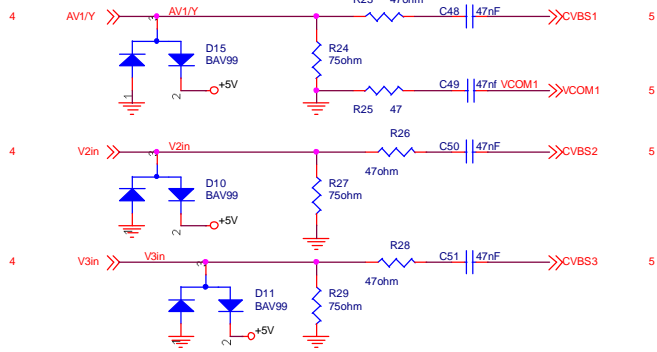 R23 47ohm
4 AV1/Y AV1/Y C48 47nF CVBS1 5
3
D15
BAV99
R24
75ohm
1 2 +5V
C49 47nf VCOM1 VCOM1 5
R25 47
R26
4 V2in V2in C50 47nF CVBS2 5
3
47ohm
D10
BAV99
R27
75ohm
1 2 +5V
R28
4 V3in V3in C51 47nF CVBS3 5
3
47ohm
D11
BAV99
R29
75ohm
1 2 +5V